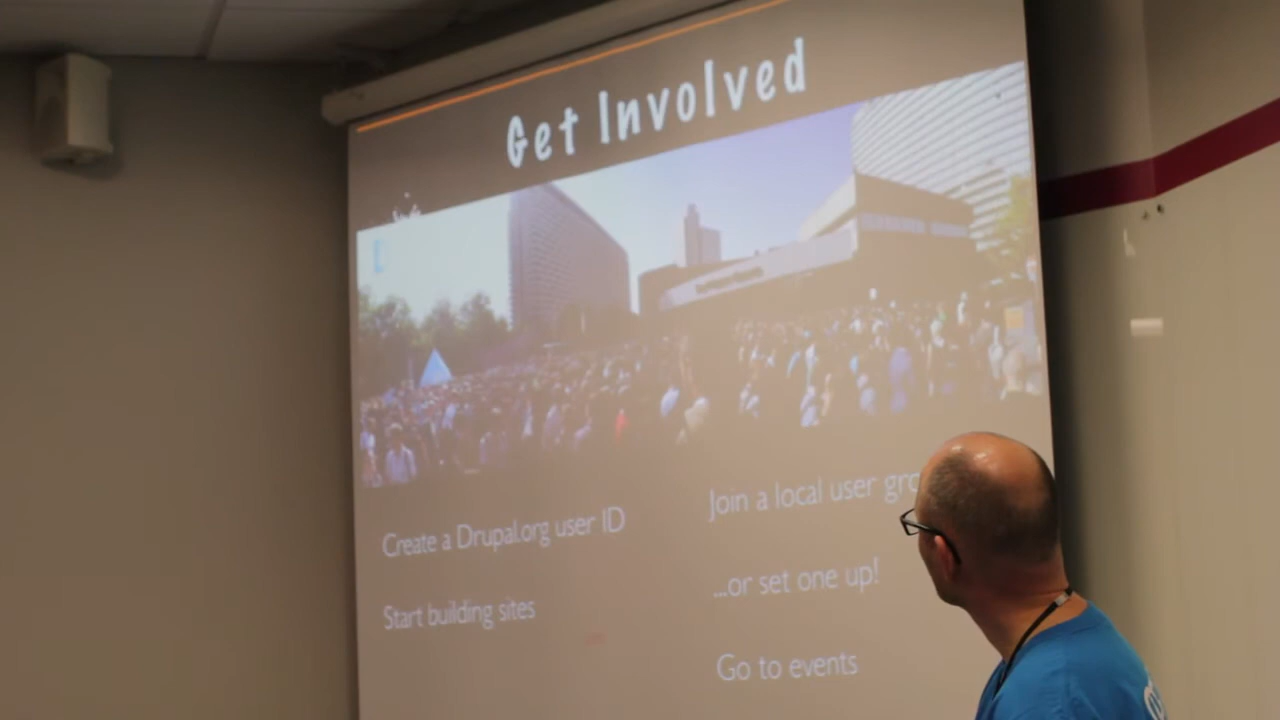 Get Involved
Create a Drupal.org user ID
Start building sites
Join a local user
...or set one up!
Go to events